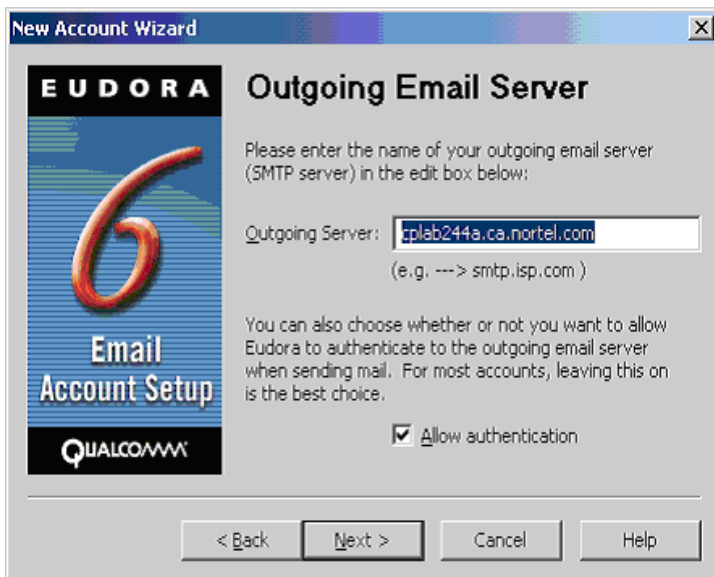 New Account Wizard
EUDORA
6
Email
Account Setup
QUALCOMM
Outgoing Email Server
Please enter the name of your outgoing email server
(SMTP server) in the edit box below:
Outgoing Server: cplab244a.ca.nortel.com
(e.g. ---> smtp.isp.com )
You can also choose whether or not you want to allow
Eudora to authenticate to the outgoing email server
when sending mail. For most accounts, leaving this on
is the best choice.
Allow authentication
< Back Next > Cancel Help